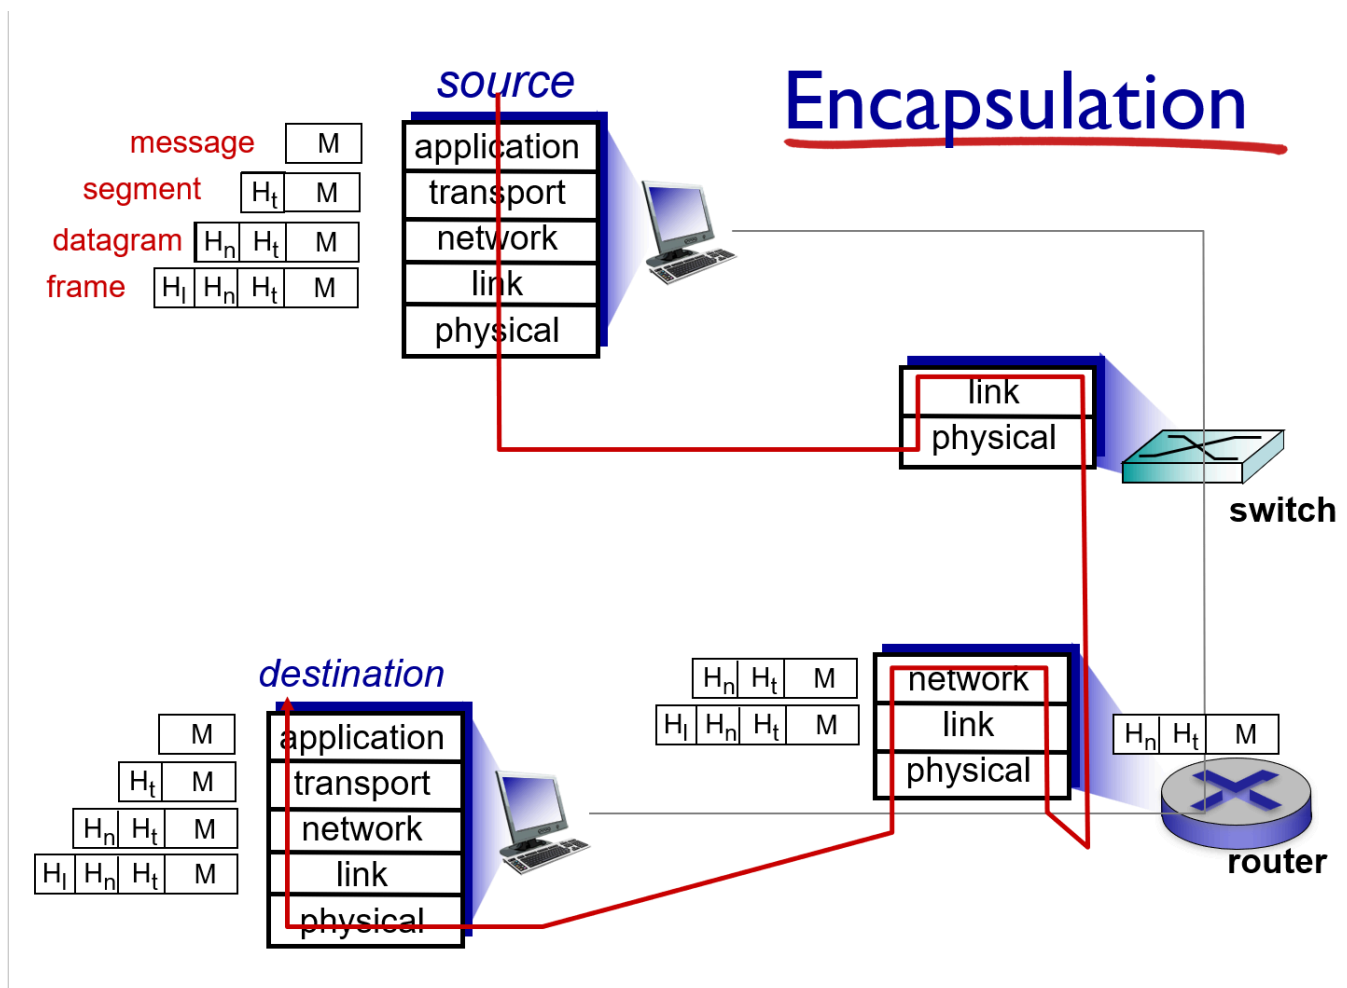 Encapsulation
source
message M
segment Ht M
datagram Hn Ht M
frame Hl Hn Ht M
application
transport
network
link
physical
link
physical
switch
destination
M
Ht M
Hn Ht M
Hl Hn Ht M
application
transport
network
link
physical
Hn Ht M
Hl Hn Ht M
network
link
physical
Hn Ht M
router